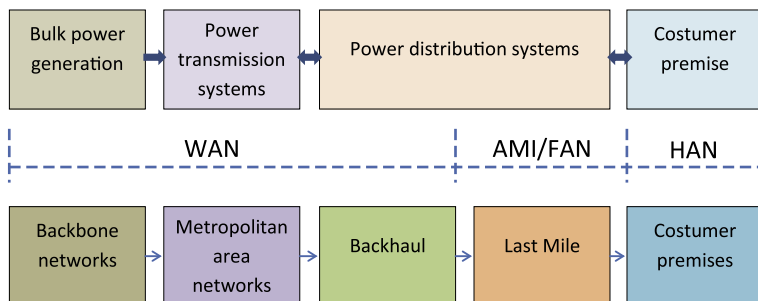 Bulk power
generation
Power
transmission
systems
Power distribution systems
Costumer
premise
WAN
AMI/FAN
HAN
Backbone
networks
Metropolitan
area
networks
Backhaul
Last Mile
Costumer
premises